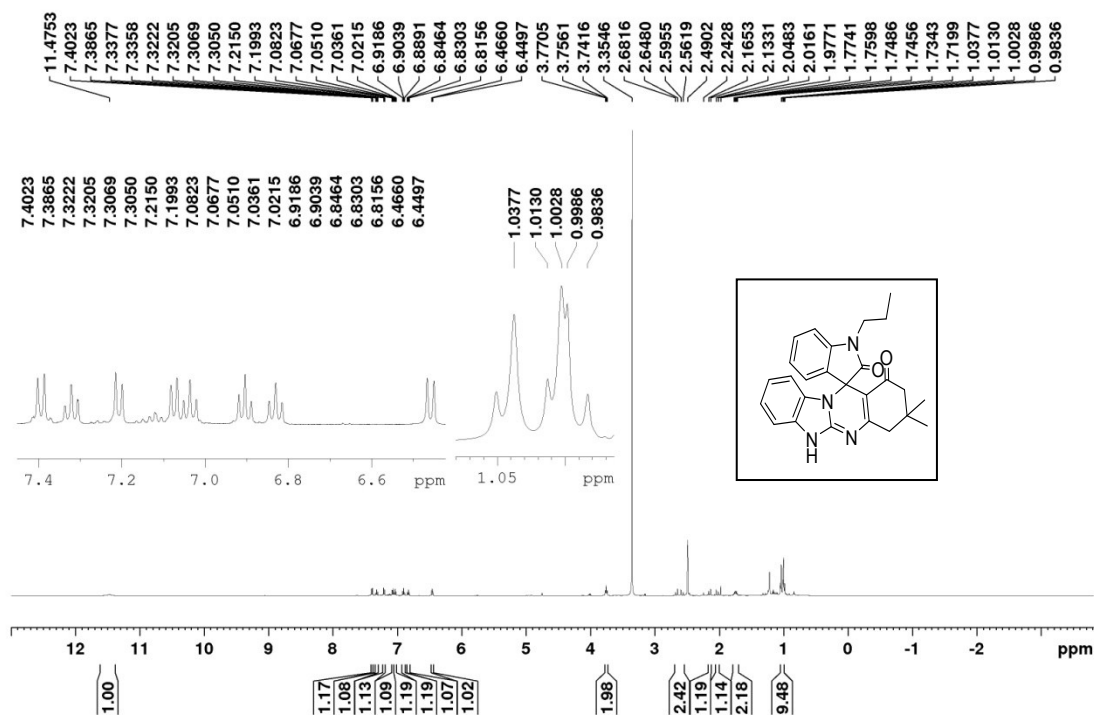 11.4753 7.4023 7.3865 7.3377 7.3358 7.3222 7.3205 7.3069 7.3050 7.2150 7.1993 7.0823 7.0677 7.0510 7.0361 7.0215 6.9186 6.9039 6.8891 6.8464 6.8303 6.8156 6.4660 6.4497 3.7705 3.7561 3.7416 3.3546 2.6816 2.6480 2.5955 2.5619 2.4902 2.2428 2.1653 2.1331 2.0483 2.0161 1.9771 1.7741 1.7598 1.7486 1.7456 1.7343 1.7199 1.0377 1.0130 1.0028 0.9986 0.9836
7.4023 7.3865 7.3222 7.3205 7.3069 7.3050 7.2150 7.1993 7.0823 7.0677 7.0510 7.0361 7.0215 6.9186 6.9039 6.8464 6.8303 6.8156 6.4660 6.4497
1.0377 1.0130 1.0028 0.9986 0.9836
7.4 7.2 7.0 6.8 6.6 ppm
1.05 ppm
N
O
O
N
N
N
H
12 11 10 9 8 7 6 5 4 3 2 1 0 -1 -2 ppm
1.00 1.17 1.08 1.13 1.09 1.19 1.19 1.07 1.02 1.98 2.42 1.19 1.14 2.18 9.48